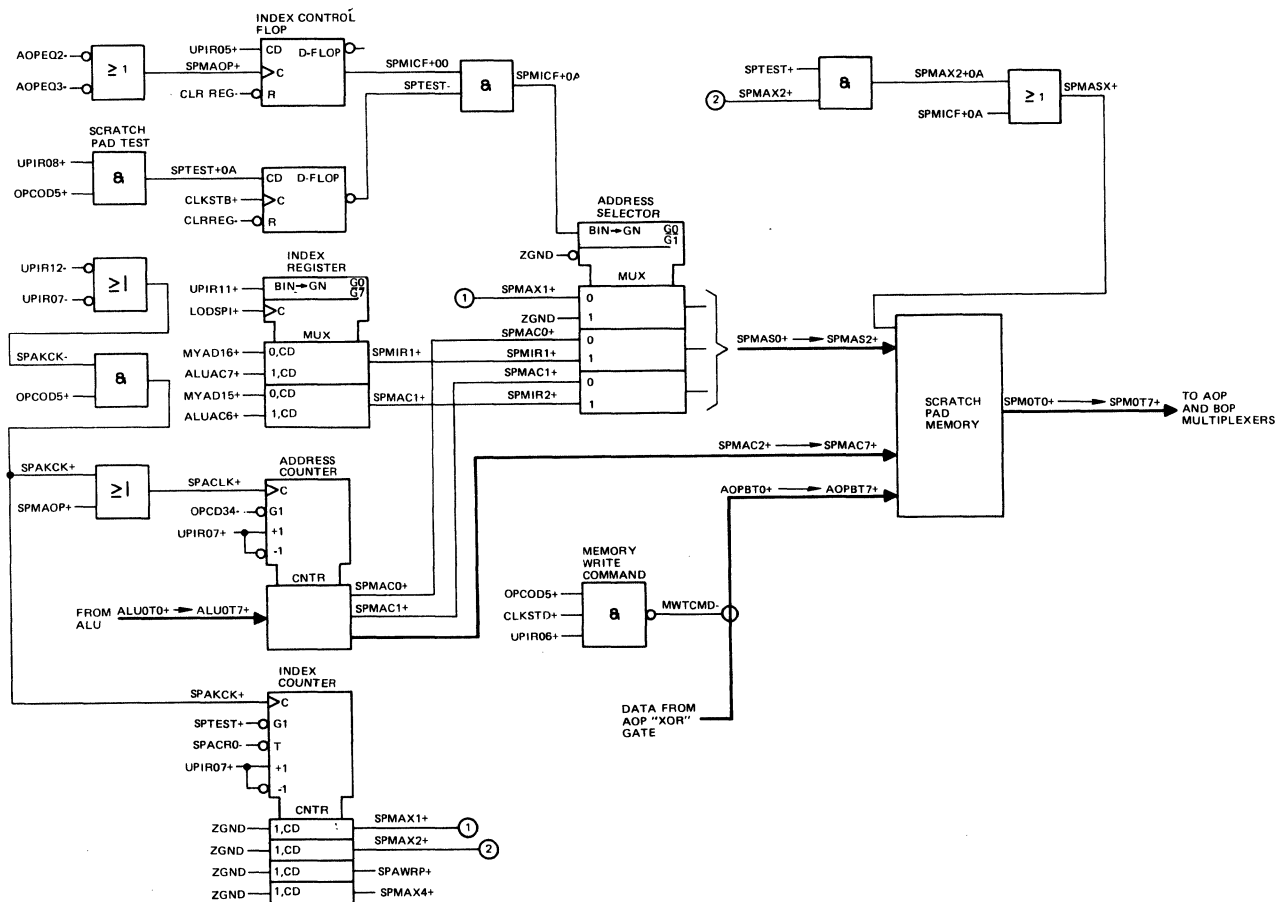 INDEX CONTROL
FLOP
UPIR05+
CD
D-FLOP
AOPEQ2-
≥ 1
SPMAOP+
C
AOPEQ3-
CLR REG-
R
SPMICF+00
SPTEST-
&
SPMICF+0A
SPTEST+
2
SPMAX2+
&
SPMAX2+0A
SPMICF+0A
≥ 1
SPMASX+
SCRATCH
PAD TEST
UPIR08+
OPCOD5+
&
SPTEST+0A
CD
D-FLOP
CLKSTB+
C
CLRREG-
R
ADDRESS
SELECTOR
BIN→GN
G0
G1
ZGND
MUX
1
SPMAX1+
0
ZGND
1
SPMAC0+
0
SPMIR1+
1
SPMAC1+
0
SPMIR2+
1
UPIR12-
UPIR07-
≥1
INDEX
REGISTER
UPIR11+
BIN→GN
G0
G7
LODSPI+
C
MUX
MYAD16+
0,CD
SPMIR1+
ALUAC7+
1,CD
MYAD15+
0,CD
SPMAC1+
ALUAC6+
1,CD
SPAKCK-
OPCOD5+
&
SPMAS0+ → SPMAS2+
SCRATCH
PAD
MEMORY
SPM0T0+ → SPM0T7+
TO AOP
AND BOP
MULTIPLEXERS
SPMAC2+ → SPMAC7+
AOPBT0+ → AOPBT7+
SPAKCK+
SPMAOP+
≥1
SPACLK+
ADDRESS
COUNTER
C
OPCD34-
G1
UPIR07+
+1
-1
CNTR
FROM
ALU
ALU0T0+ → ALU0T7+
SPMAC0+
SPMAC1+
MEMORY
WRITE
COMMAND
OPCOD5+
CLKSTD+
UPIR06+
&
MWTCMD-
DATA FROM
AOP "XOR"
GATE
INDEX
COUNTER
SPAKCK+
C
SPTEST+
G1
SPACR0-
T
UPIR07+
+1
-1
CNTR
ZGND
1,CD
SPMAX1+
1
ZGND
1,CD
SPMAX2+
2
ZGND
1,CD
SPAWRP+
ZGND
1,CD
SPMAX4+